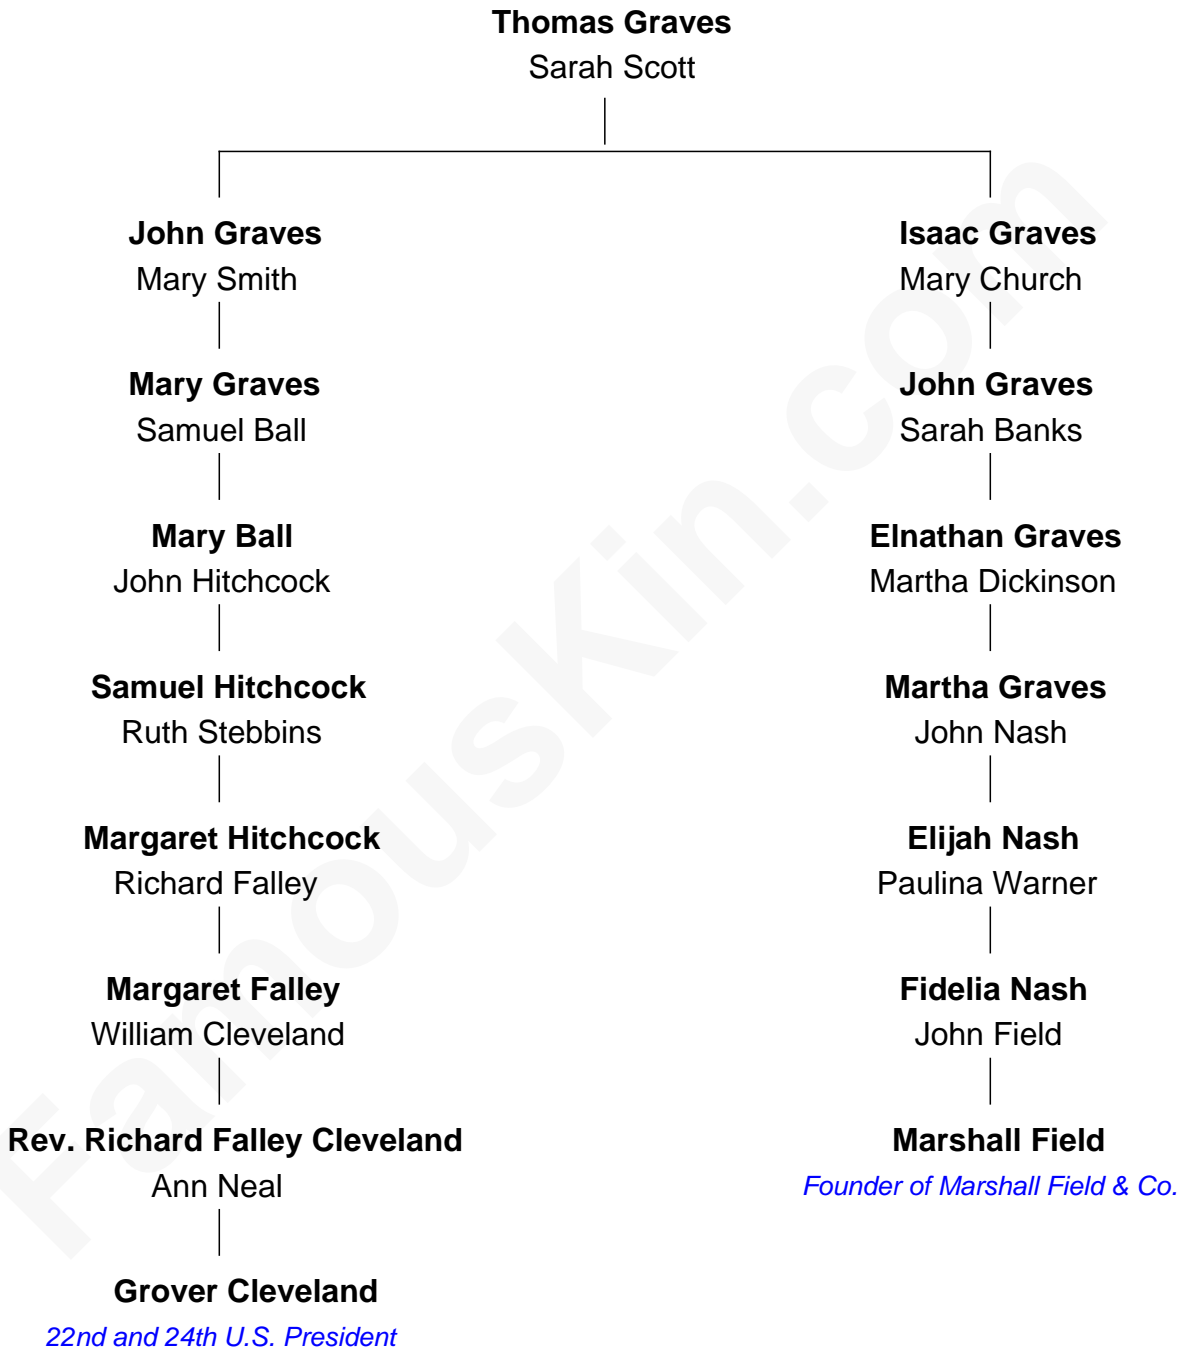 Thomas Graves
Sarah Scott
John Graves
Mary Smith
Mary Graves
Samuel Ball
Mary Ball
John Hitchcock
Samuel Hitchcock
Ruth Stebbins
Margaret Hitchcock
Richard Falley
Margaret Falley
William Cleveland
Rev. Richard Falley Cleveland
Ann Neal
Grover Cleveland
22nd and 24th U.S. President
Isaac Graves
Mary Church
John Graves
Sarah Banks
Elnathan Graves
Martha Dickinson
Martha Graves
John Nash
Elijah Nash
Paulina Warner
Fidelia Nash
John Field
Marshall Field
Founder of Marshall Field & Co.
FamousKin.com